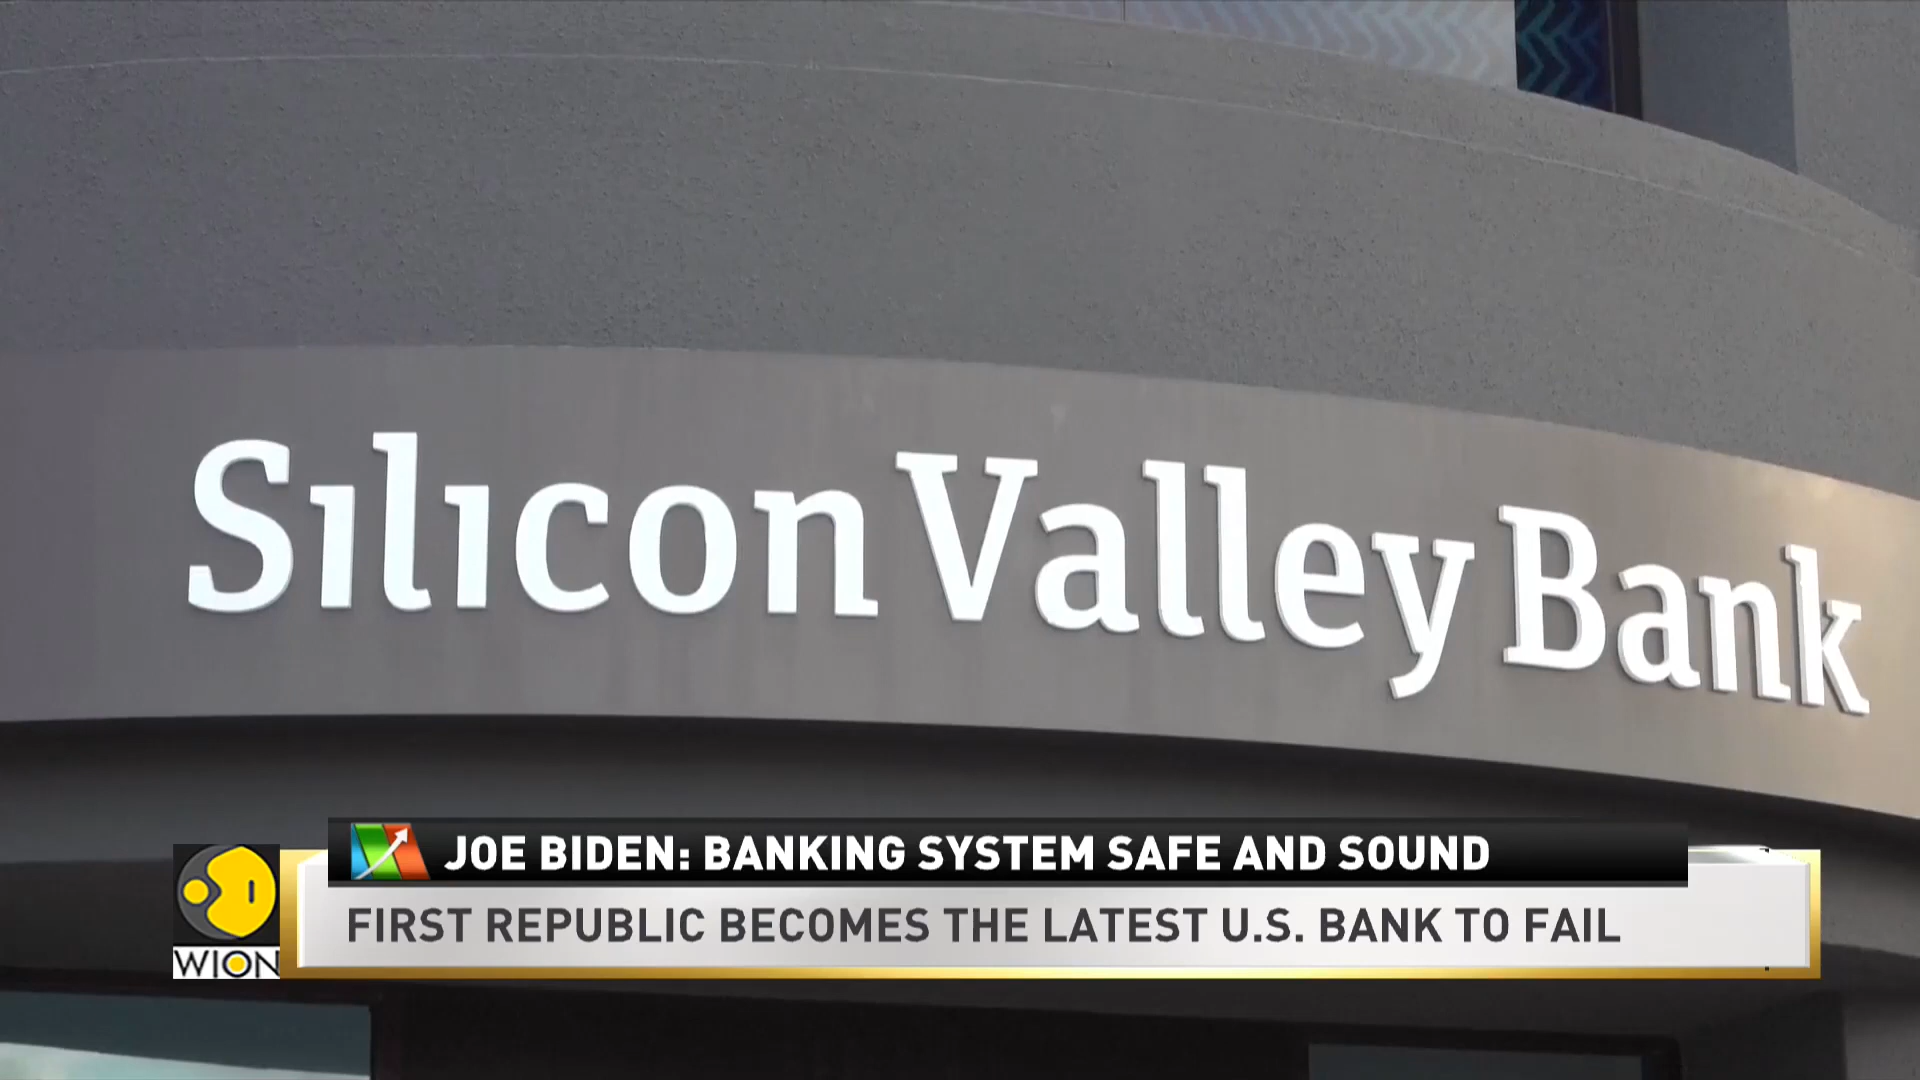 Silicon Valley Bank
JOE BIDEN: BANKING SYSTEM SAFE AND SOUND
FIRST REPUBLIC BECOMES THE LATEST U.S. BANK TO FAIL
WION